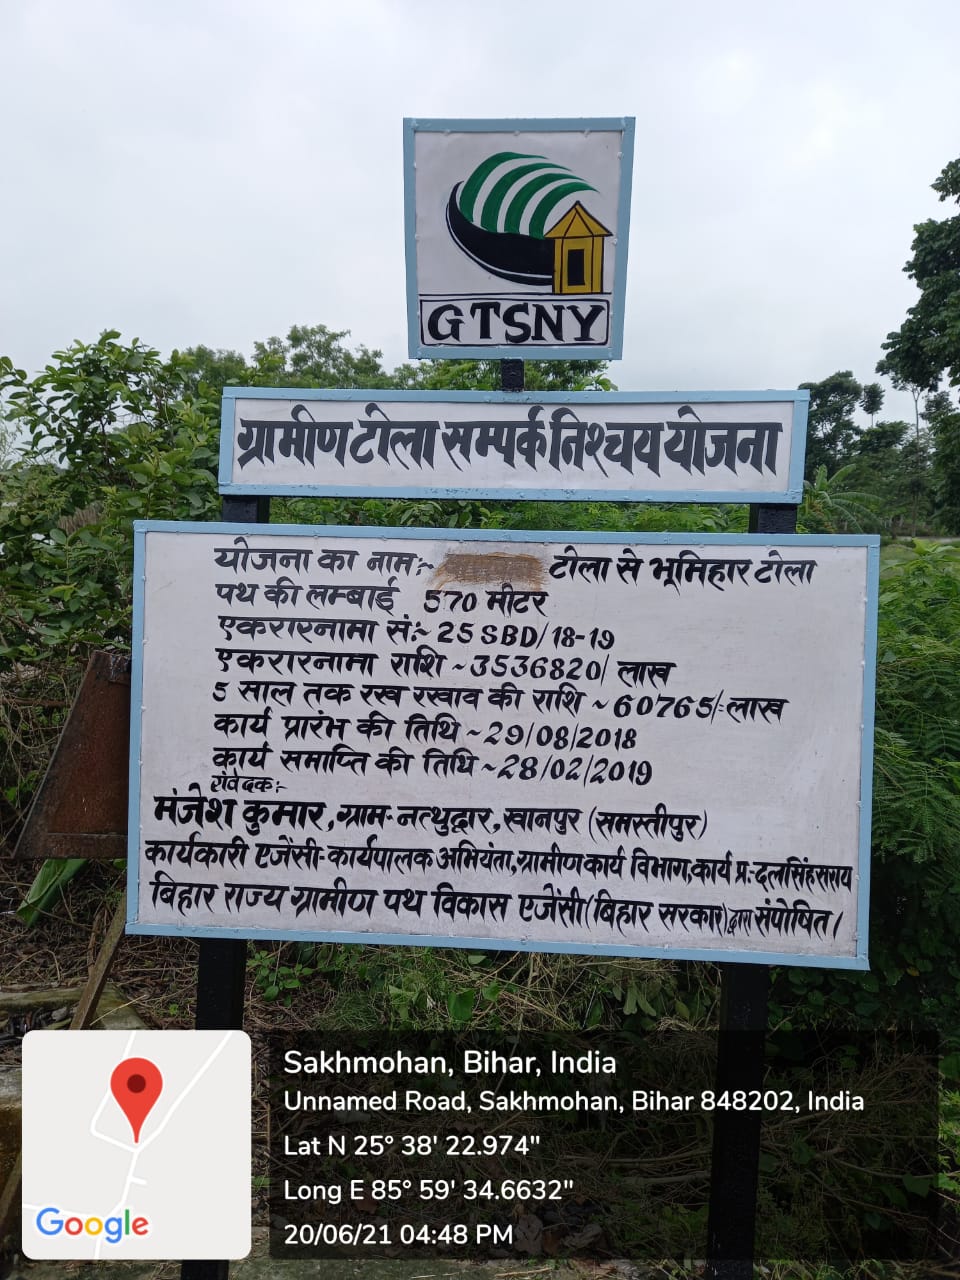 GTSNY
ग्रामीण टोला सम्पर्क निश्चय योजना
योजना का नाम:~ टोला से भूमिहार टोला
पथ की लम्बाई 570 मीटर
एकरारनामा सं:~ 25 SBD/18-19
एकरारनामा राशि ~3536820/ लाख
5 साल तक रख रखाव की राशि ~60765/-लाख
कार्य प्रारंभ की तिथि ~29/08/2018
कार्य समाप्ति की तिथि ~28/02/2019
संवेदक:-
मंजेश कुमार, ग्राम-नत्थुद्वार, खानपुर (समस्तीपुर)
कार्यकारी एजेंसी-कार्यपालक अभियंता, ग्रामीण कार्य विभाग, कार्य प्र:-दलसिंहसराय
बिहार राज्य ग्रामीण पथ विकास एजेंसी (बिहार सरकार) द्वारा संपोषित।
Sakhmohan, Bihar, India
Unnamed Road, Sakhmohan, Bihar 848202, India
Lat N 25° 38' 22.974"
Long E 85° 59' 34.6632"
20/06/21 04:48 PM
Google